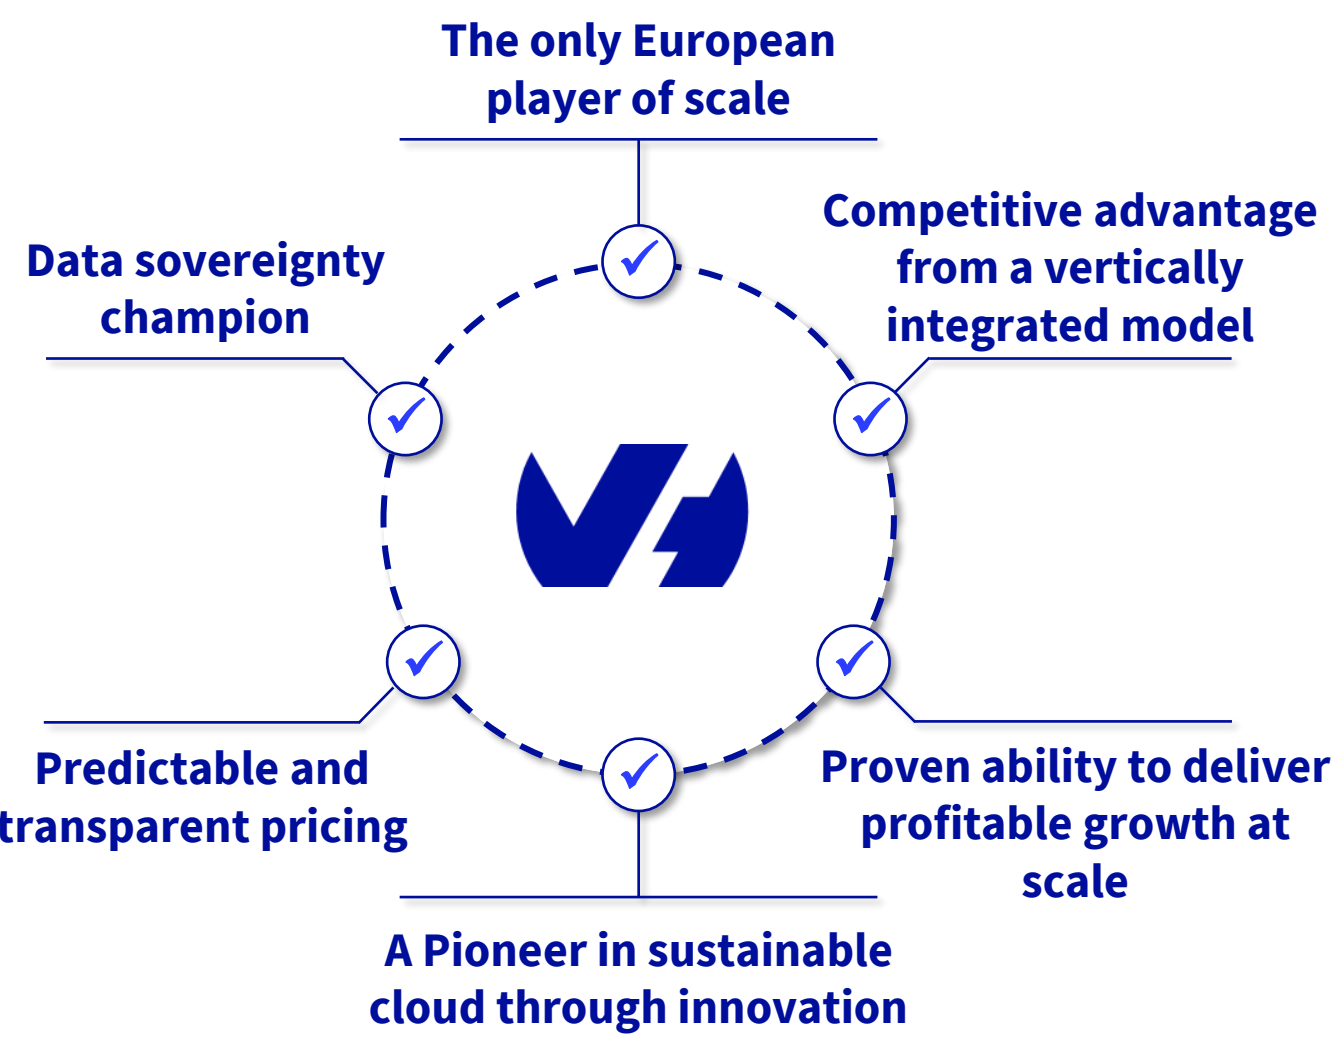 The only European
player of scale
Competitive advantage
from a vertically
integrated model
Data sovereignty
champion
Predictable and
transparent pricing
Proven ability to deliver
profitable growth at
scale
A Pioneer in sustainable
cloud through innovation